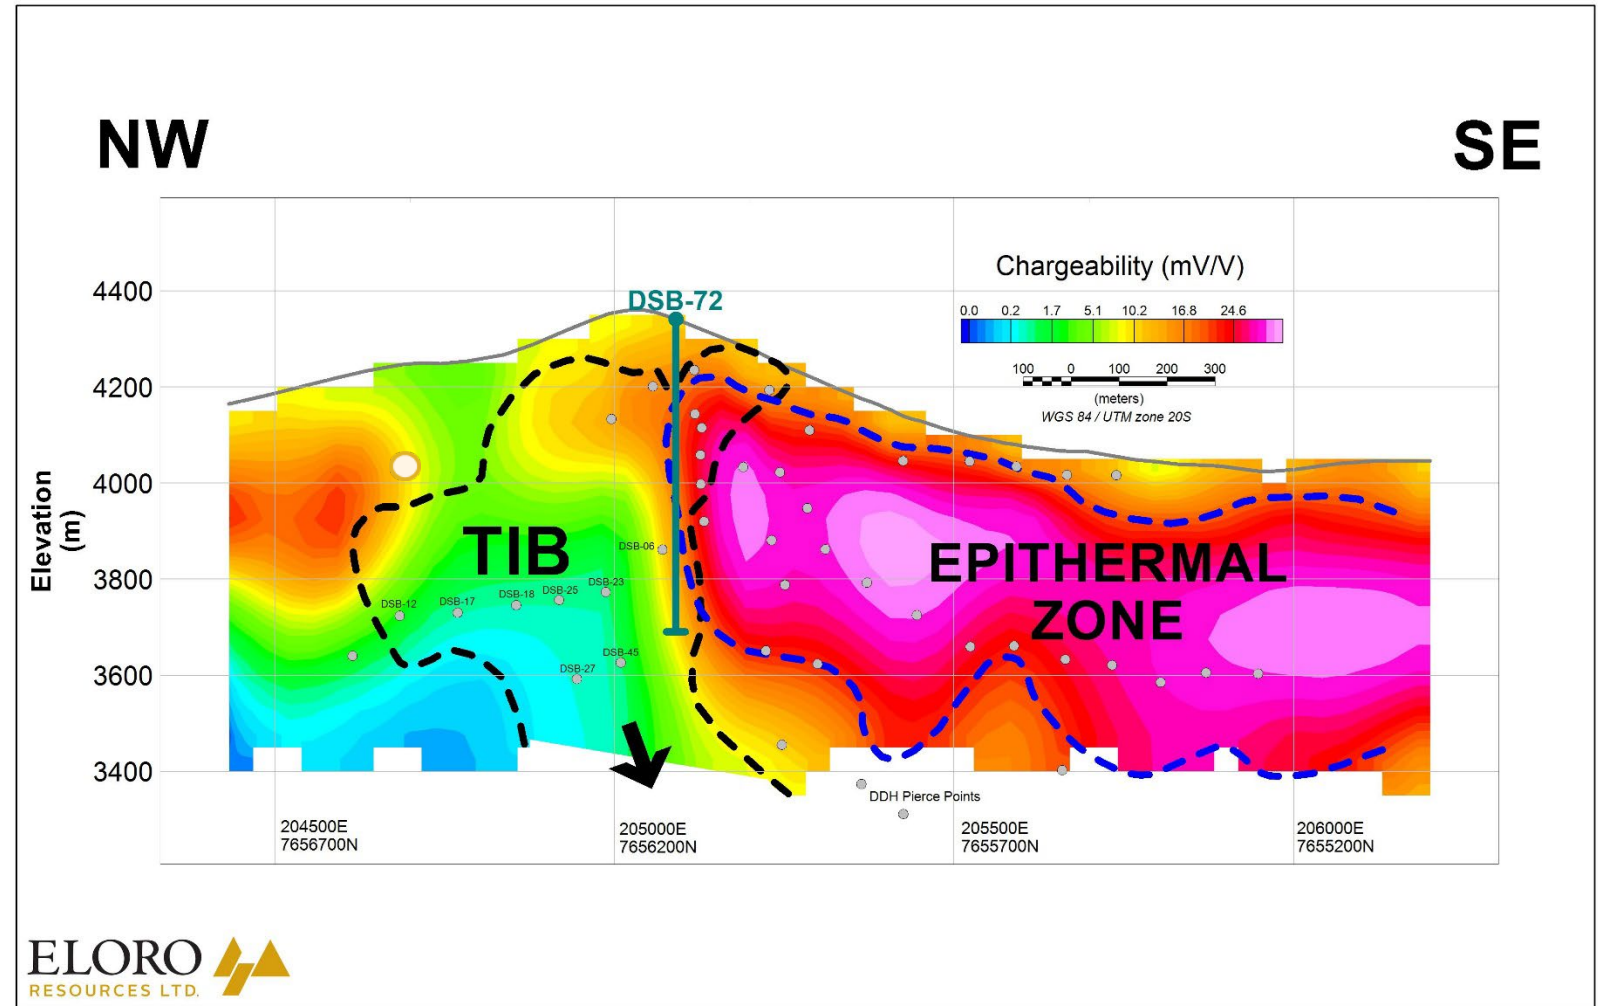 NW
SE
Chargeability (mV/V)
0.0 0.2 1.7 5.1 10.2 16.8 24.6
100 0 100 200 300
(meters)
WGS 84 / UTM zone 20S
DSB-72
Elevation
(m)
4400
4200
4000
3800
3600
3400
TIB
EPITHERMAL
ZONE
DSB-06
DSB-23
DSB-25
DSB-18
DSB-17
DSB-12
DSB-45
DSB-27
DDH Pierce Points
204500E
7656700N
205000E
7656200N
205500E
7655700N
206000E
7655200N
ELORO
RESOURCES LTD.